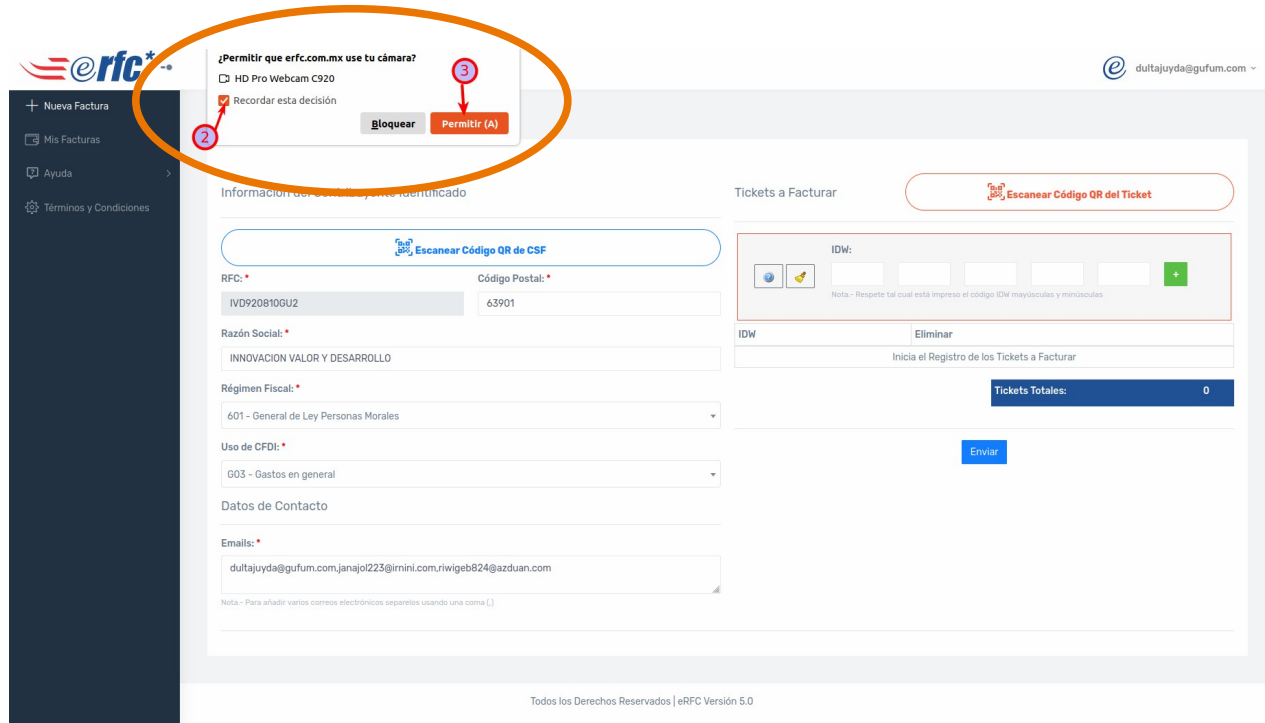 erfc*
¿Permitir que erfc.com.mx use tu cámara?
HD Pro Webcam C920
Recordar esta decisión
Bloquear
Permitir (A)
2
3
dultajuyda@gufum.com
Nueva Factura
Mis Facturas
Ayuda
Términos y Condiciones
Información del Contribuyente Identificado
Escanear Código QR de CSF
RFC: *
Código Postal: *
IVD920810GU2
63901
Razón Social: *
INNOVACION VALOR Y DESARROLLO
Régimen Fiscal: *
601 - General de Ley Personas Morales
Uso de CFDI: *
G03 - Gastos en general
Datos de Contacto
Emails: *
dultajuyda@gufum.com,janajol223@irnini.com,riwigeb824@azduan.com
Nota.- Para añadir varios correos electrónicos separelos usando una coma (,)
Tickets a Facturar
Escanear Código QR del Ticket
IDW:
+
Nota.- Respete tal cual está impreso el código IDW mayúsculas y minúsculas
IDW
Eliminar
Inicia el Registro de los Tickets a Facturar
Tickets Totales: 0
Enviar
Todos los Derechos Reservados | eRFC Versión 5.0